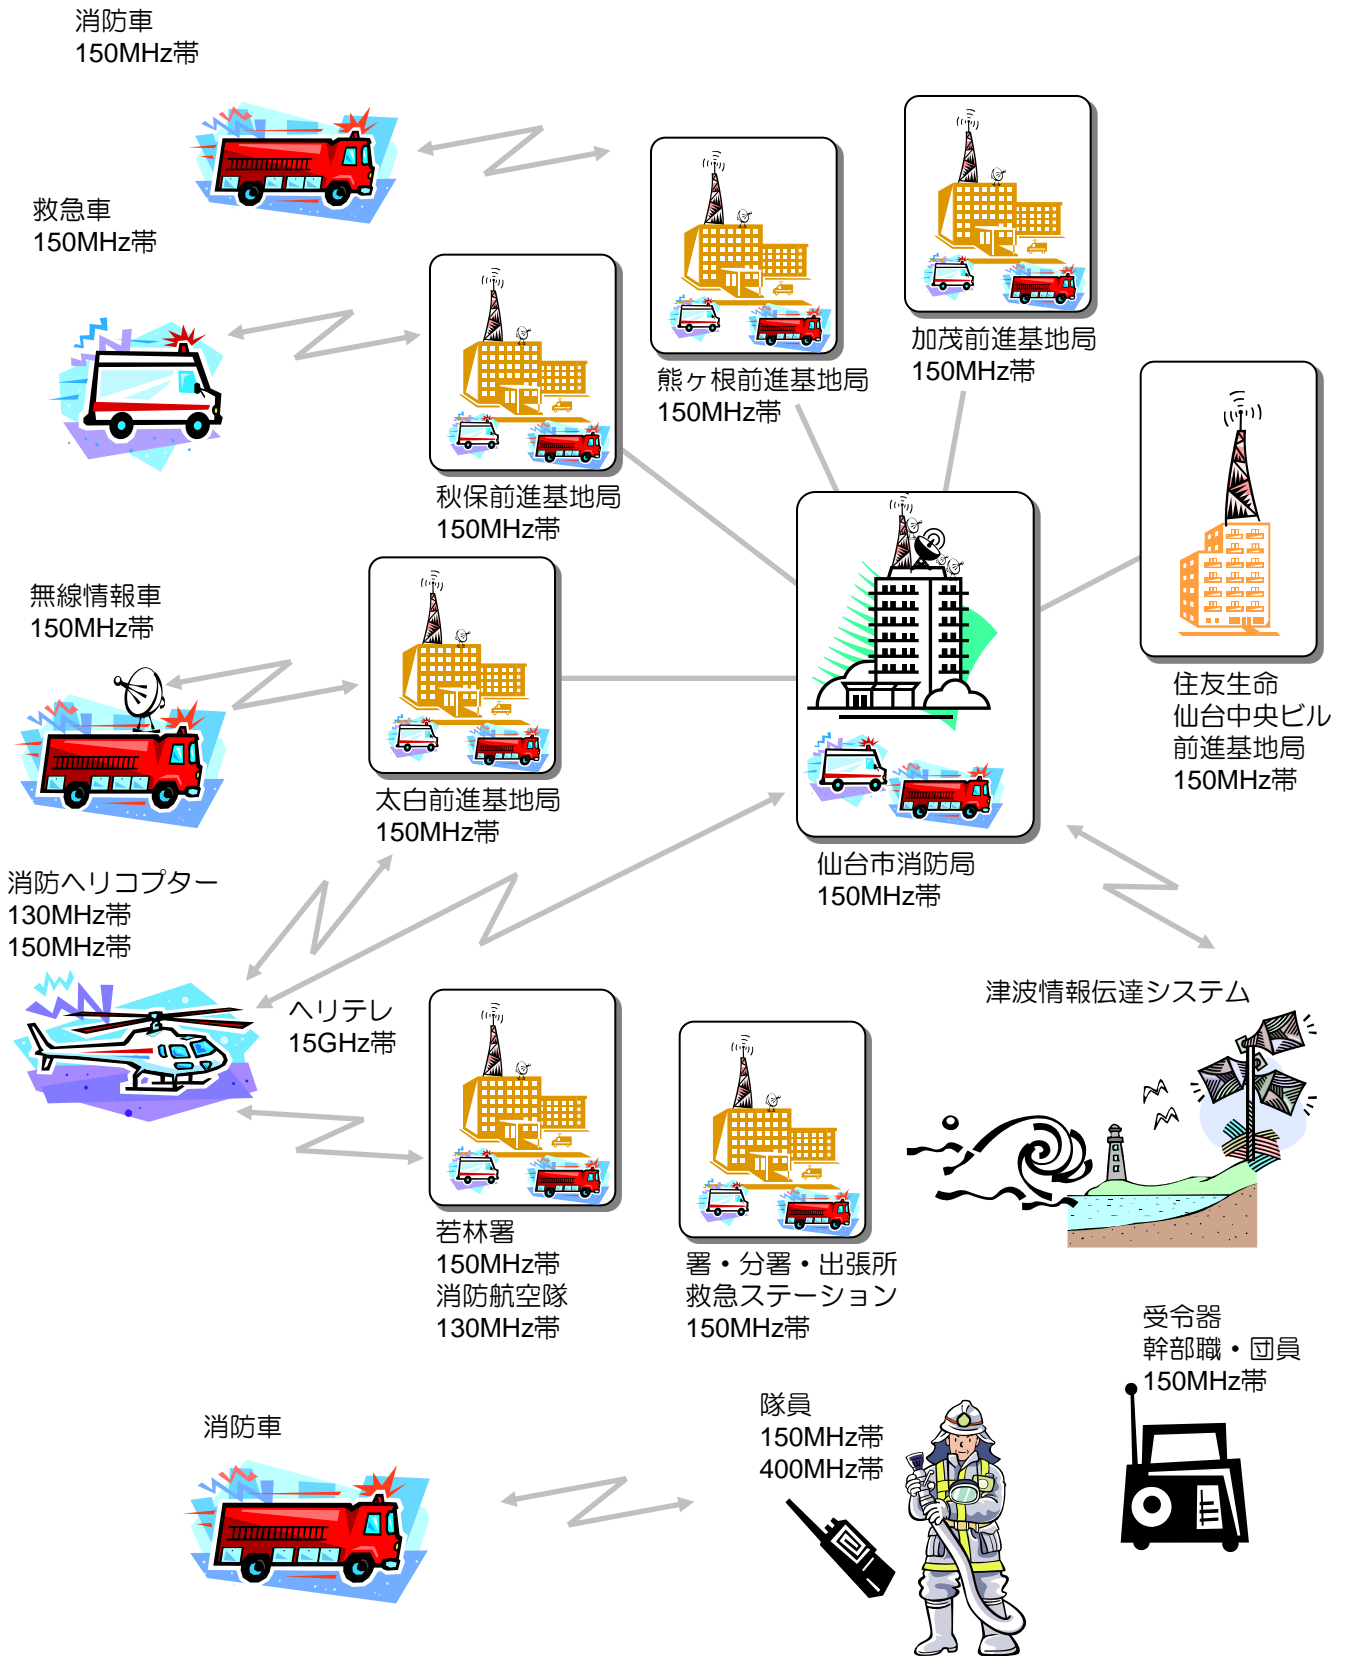 消防車
150MHz帯
救急車
150MHz帯
熊ヶ根前進基地局
150MHz帯
加茂前進基地局
150MHz帯
秋保前進基地局
150MHz帯
無線情報車
150MHz帯
住友生命
仙台中央ビル
前進基地局
150MHz帯
太白前進基地局
150MHz帯
仙台市消防局
150MHz帯
消防ヘリコプター
130MHz帯
150MHz帯
ヘリテレ
15GHz帯
津波情報伝達システム
若林署
150MHz帯
消防航空隊
130MHz帯
署・分署・出張所
救急ステーション
150MHz帯
受令器
幹部職・団員
150MHz帯
消防車
隊員
150MHz帯
400MHz帯